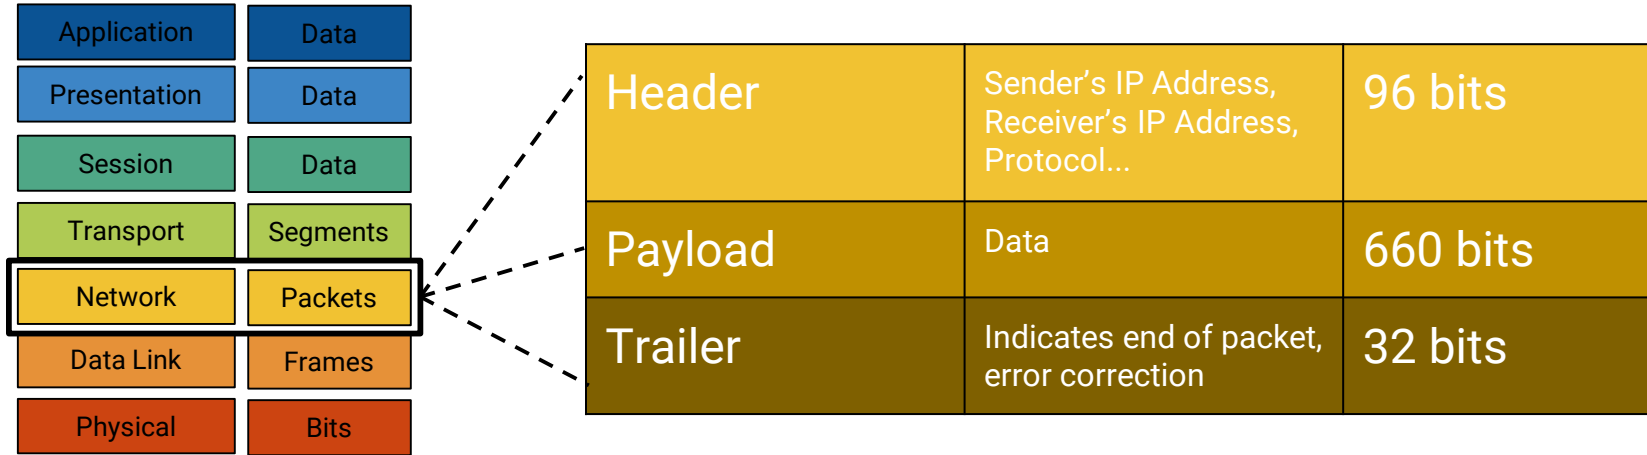 Application
Data
Presentation
Data
Session
Data
Transport
Segments
Network
Packets
Data Link
Frames
Physical
Bits
Header
Sender’s IP Address,
Receiver’s IP Address,
Protocol...
96 bits
Payload
Data
660 bits
Trailer
Indicates end of packet,
error correction
32 bits